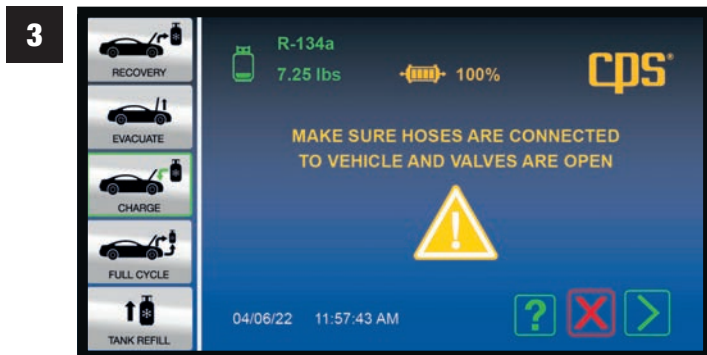 3
RECOVERY
EVACUATE
CHARGE
FULL CYCLE
TANK REFILL
R-134a
7.25 lbs
100%
cps®
MAKE SURE HOSES ARE CONNECTED
TO VEHICLE AND VALVES ARE OPEN
!
04/06/22 11:57:43 AM
?